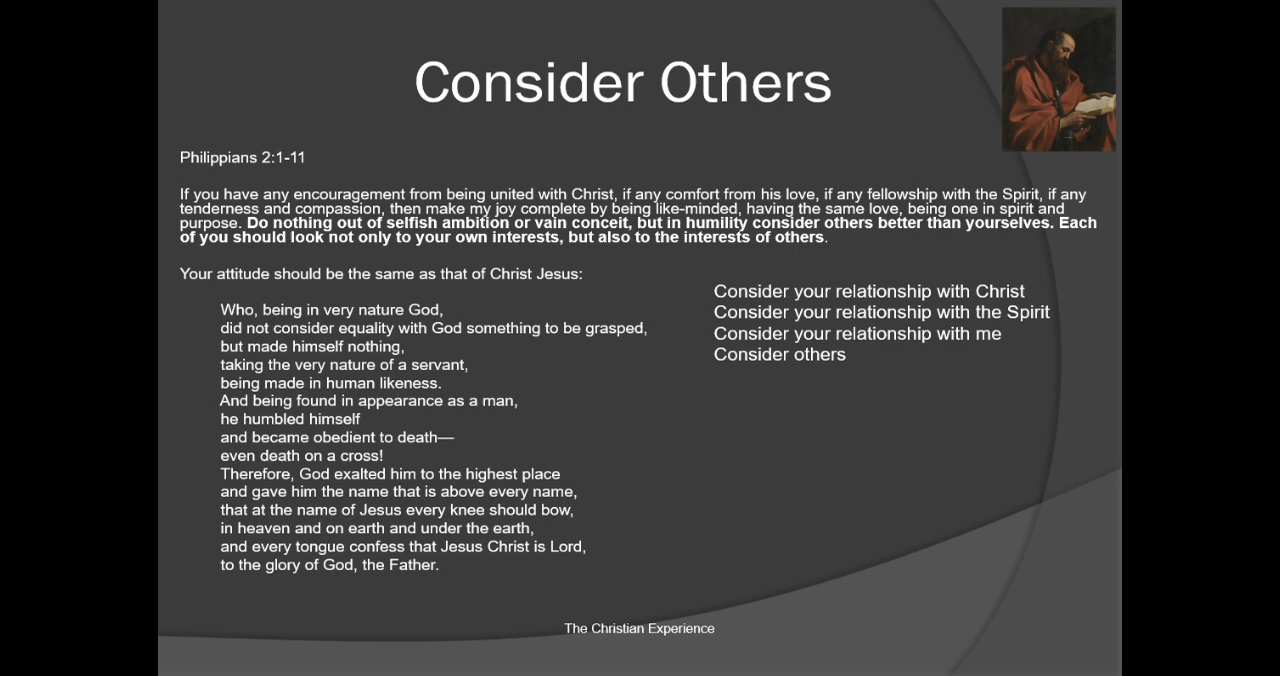 Consider Others
Philippians 2:1-11
If you have any encouragement from being united with Christ, if any comfort from his love, if any fellowship with the Spirit, if any
tenderness and compassion, then make my joy complete by being like-minded, having the same love, being one in spirit and
purpose. Do nothing out of selfish ambition or vain conceit, but in humility consider others better than yourselves. Each
of you should look not only to your own interests, but also to the interests of others.
Your attitude should be the same as that of Christ Jesus:
Who, being in very nature God,
did not consider equality with God something to be grasped,
but made himself nothing,
taking the very nature of a servant,
being made in human likeness.
And being found in appearance as a man,
he humbled himself
and became obedient to death—
even death on a cross!
Therefore, God exalted him to the highest place
and gave him the name that is above every name,
that at the name of Jesus every knee should bow,
in heaven and on earth and under the earth,
and every tongue confess that Jesus Christ is Lord,
to the glory of God, the Father.
Consider your relationship with Christ
Consider your relationship with the Spirit
Consider your relationship with me
Consider others
The Christian Experience